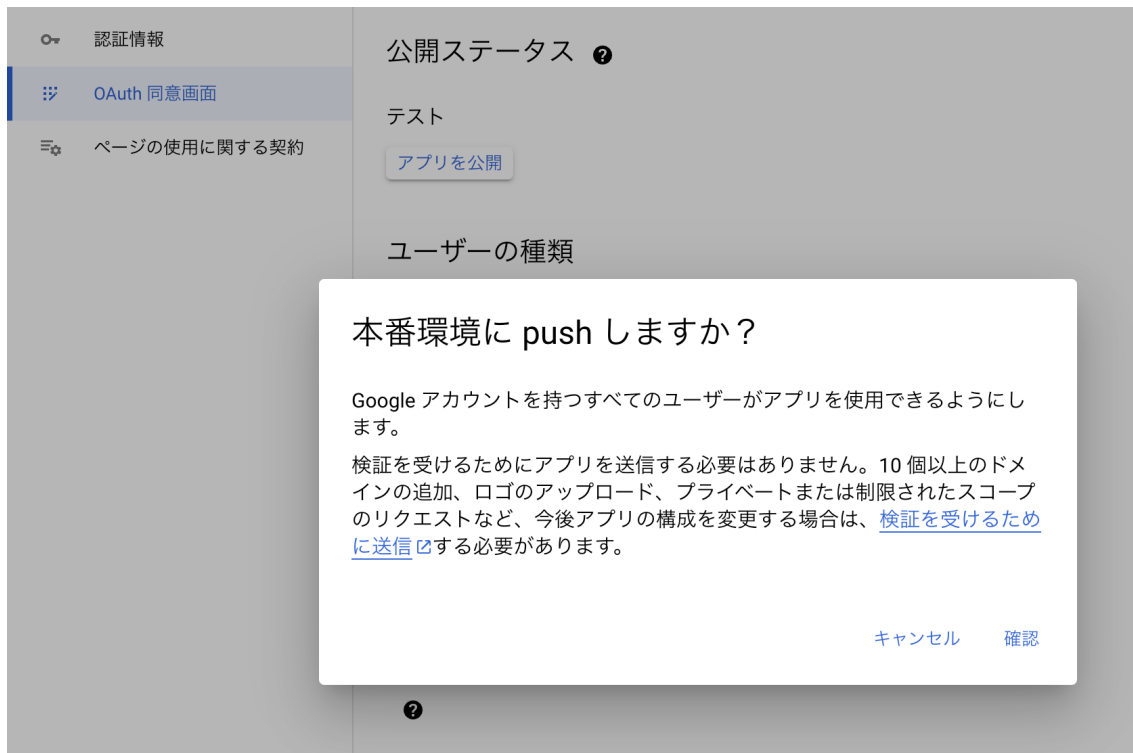 認証情報
OAuth 同意画面
ページの使用に関する契約
公開ステータス
テスト
アプリを公開
ユーザーの種類
本番環境に push しますか？
Google アカウントを持つすべてのユーザーがアプリを使用できるようにし
ます。
検証を受けるためにアプリを送信する必要はありません。10 個以上のドメ
インの追加、ロゴのアップロード、プライベートまたは制限されたスコープ
のリクエストなど、今後アプリの構成を変更する場合は、検証を受けるため
に送信する必要があります。
キャンセル
確認